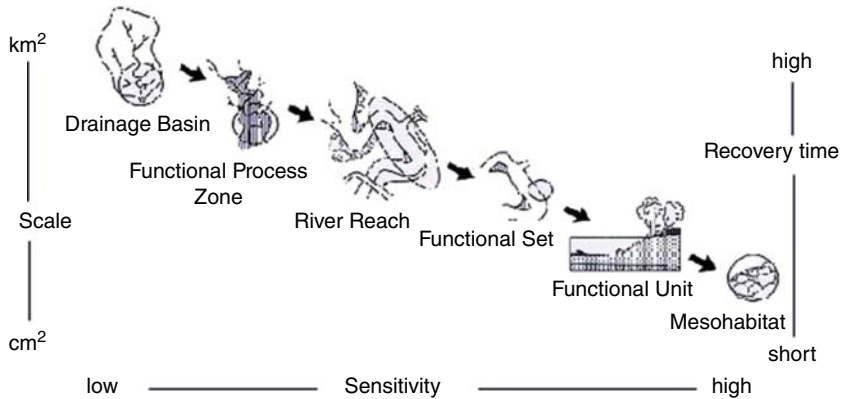 km²
high
Drainage Basin
Recovery time
Functional Process
Zone
Scale
River Reach
Functional Set
Functional Unit
Mesohabitat
cm²
short
low
Sensitivity
high